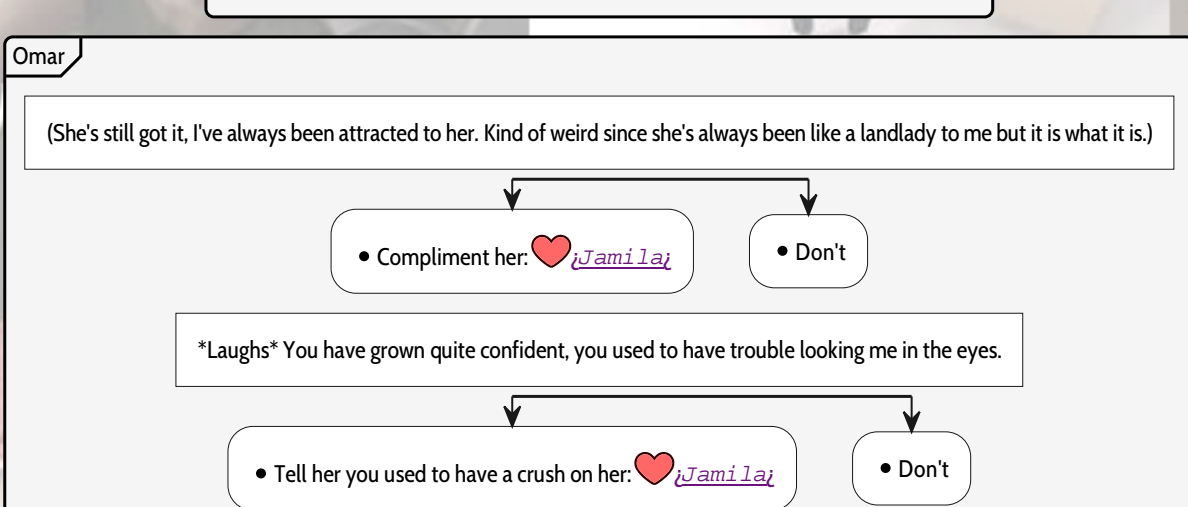 Omar
(She's still got it, I've always been attracted to her. Kind of weird since she's always been like a landlady to me but it is what it is.)
• Compliment her: ¡Jamila¡
• Don't
*Laughs* You have grown quite confident, you used to have trouble looking me in the eyes.
• Tell her you used to have a crush on her: ¡Jamila¡
• Don't